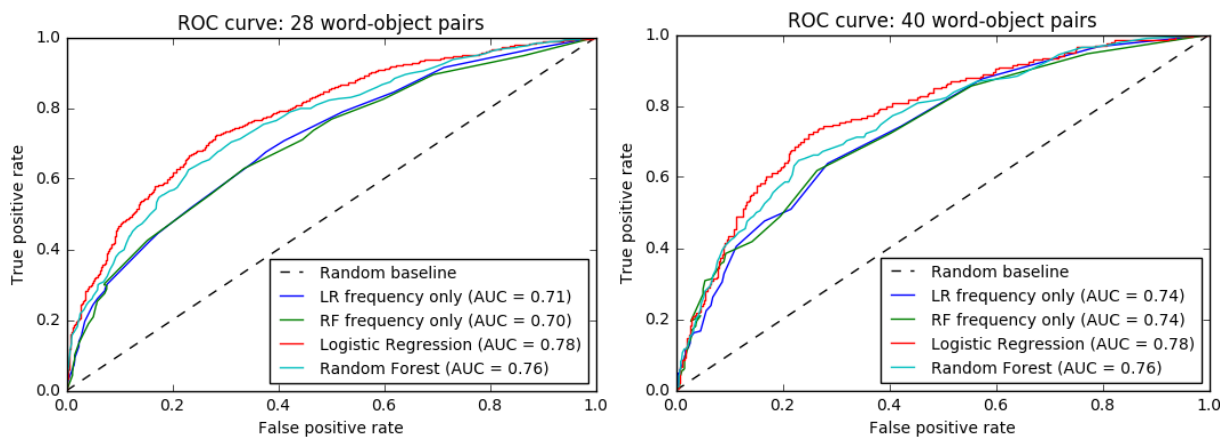 ROC curve: 28 word-object pairs
1.0
0.8
0.6
0.4
0.2
0.0
True positive rate
0.0 0.2 0.4 0.6 0.8 1.0
False positive rate
Random baseline
LR frequency only (AUC = 0.71)
RF frequency only (AUC = 0.70)
Logistic Regression (AUC = 0.78)
Random Forest (AUC = 0.76)
ROC curve: 40 word-object pairs
1.0
0.8
0.6
0.4
0.2
0.0
True positive rate
0.0 0.2 0.4 0.6 0.8 1.0
False positive rate
Random baseline
LR frequency only (AUC = 0.74)
RF frequency only (AUC = 0.74)
Logistic Regression (AUC = 0.78)
Random Forest (AUC = 0.76)